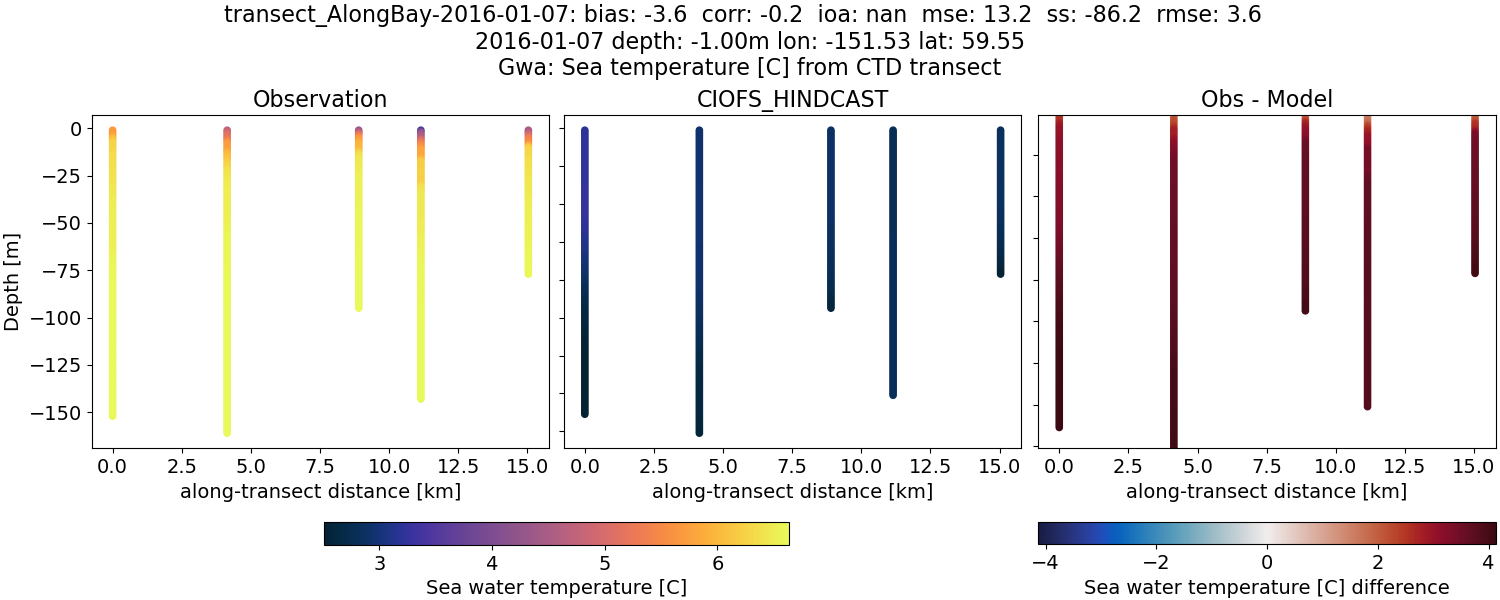 transect_AlongBay-2016-01-07: bias: -3.6  corr: -0.2  ioa: nan  mse: 13.2  ss: -86.2  rmse: 3.6
2016-01-07 depth: -1.00m lon: -151.53 lat: 59.55
Gwa: Sea temperature [C] from CTD transect
Observation
CIOFS_HINDCAST
Obs - Model
Depth [m]
0
−25
−50
−75
−100
−125
−150
0.0 2.5 5.0 7.5 10.0 12.5 15.0
0.0 2.5 5.0 7.5 10.0 12.5 15.0
0.0 2.5 5.0 7.5 10.0 12.5 15.0
along-transect distance [km]
along-transect distance [km]
along-transect distance [km]
3 4 5 6
Sea water temperature [C]
−4 −2 0 2 4
Sea water temperature [C] difference